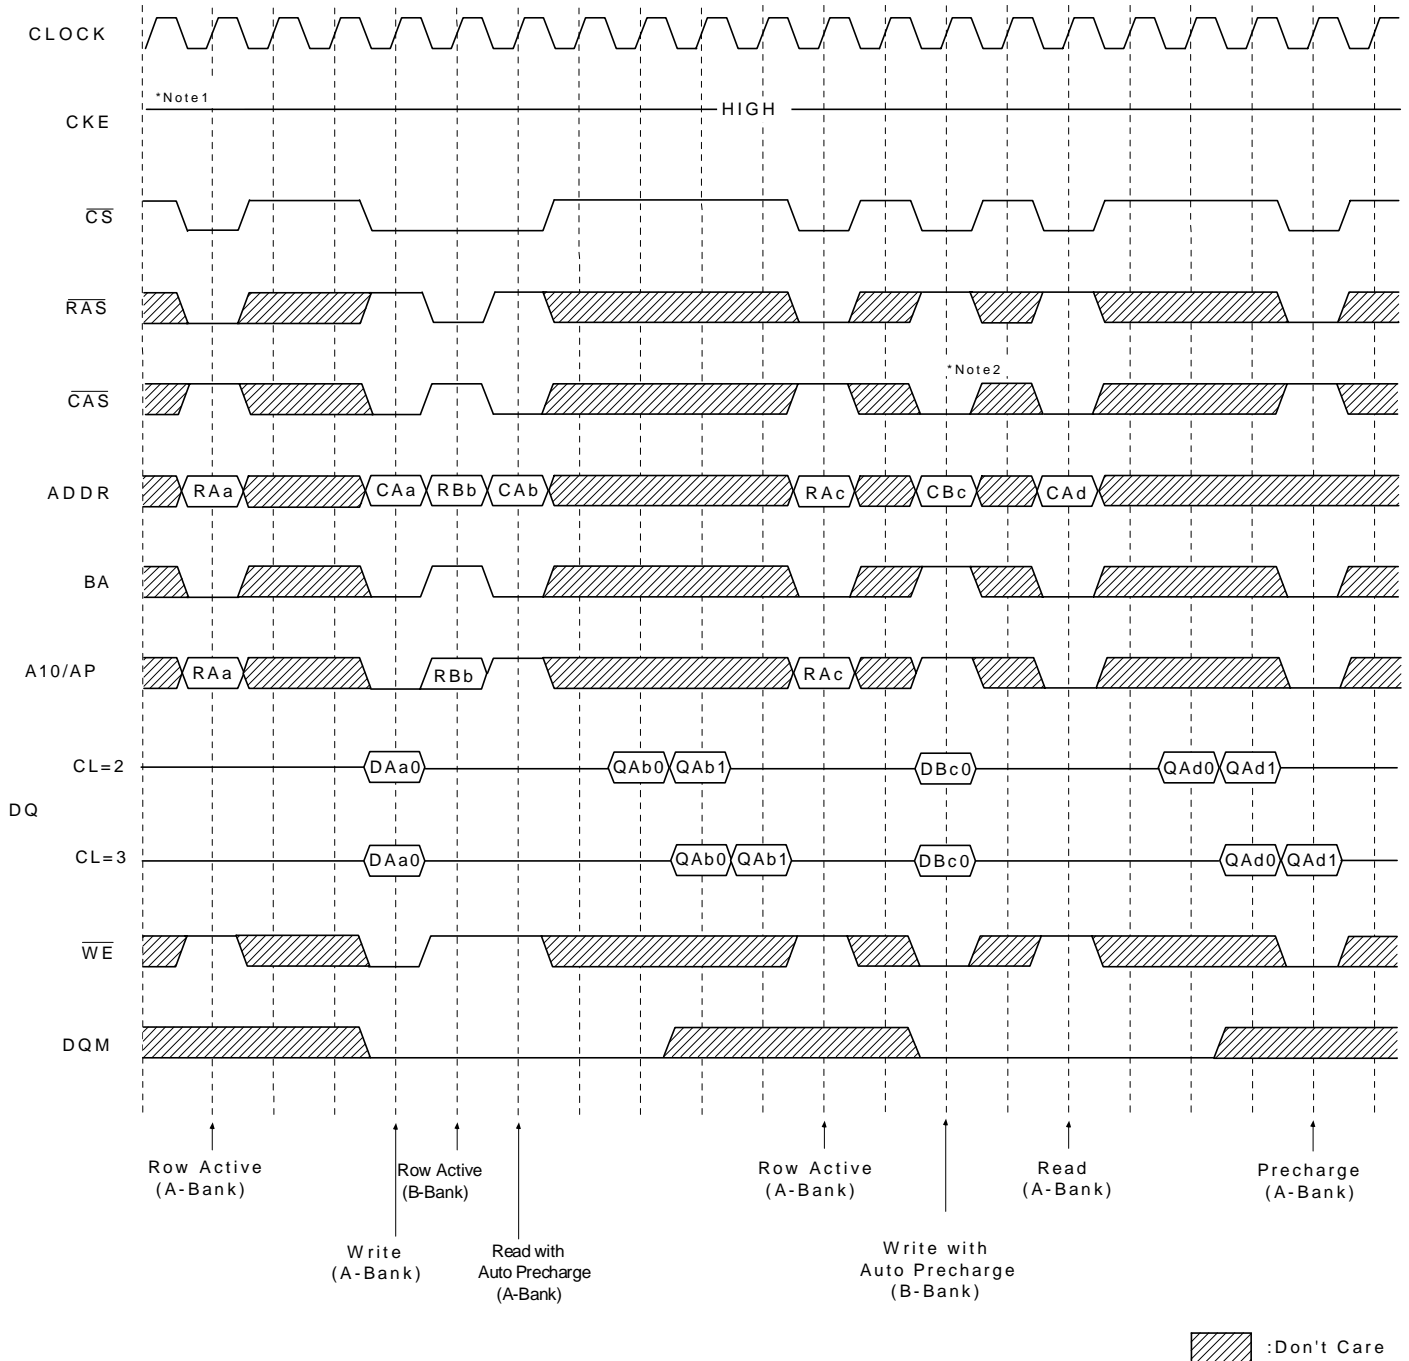 CLOCK
*Note1
HIGH
CKE
CS
RAS
*Note2
CAS
ADDR RAa CAa RBb CAb RAc CBc CAd
BA
A10/AP RAa RBb RAc
CL=2 DAa0 QAb0 QAb1 DBc0 QAd0 QAd1
DQ
CL=3 DAa0 QAb0 QAb1 DBc0 QAd0 QAd1
WE
DQM
Row Active
(A-Bank)
Row Active
(B-Bank)
Row Active
(A-Bank)
Read
(A-Bank)
Precharge
(A-Bank)
Write
(A-Bank)
Read with
Auto Precharge
(A-Bank)
Write with
Auto Precharge
(B-Bank)
:Don't Care